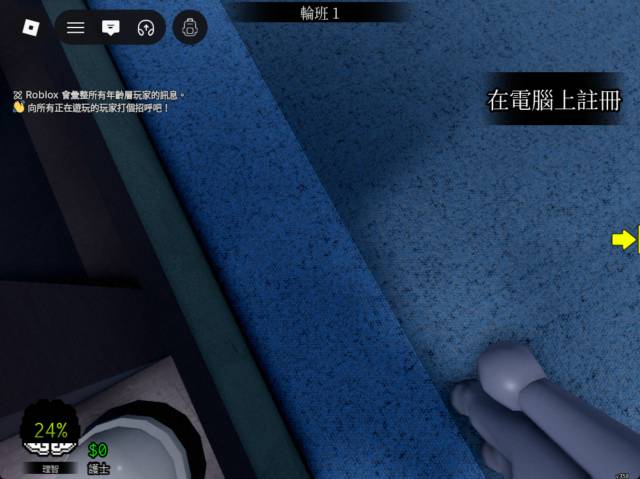 輪班 1
Roblox 會彙整所有年齡層玩家的訊息。
向所有正在遊玩的玩家打個招呼吧！
在電腦上註冊
24%
理智
$0
護士